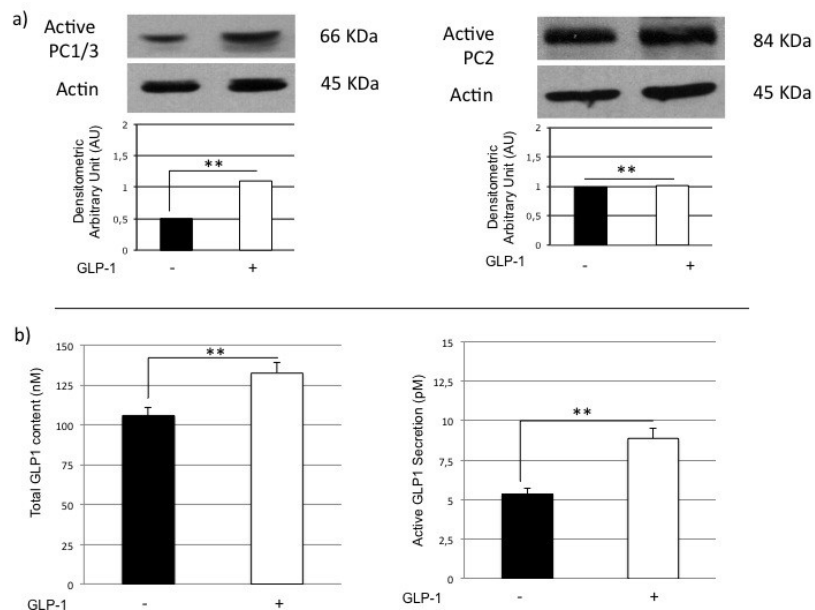 a)
Active
PC1/3
66 KDa
Actin
45 KDa
Densitometric
Arbitrary Unit (AU)
2
1,5
1
0,5
0
**
GLP-1
-
+
Active
PC2
84 KDa
Actin
45 KDa
Densitometric
Arbitrary Unit (AU)
2
1,5
1
0,5
0
**
GLP-1
-
+
b)
Total GLP1 content (nM)
150
125
100
75
50
25
0
**
GLP-1
-
+
Active GLP1 Secretion (pM)
15
12,5
10
7,5
5
2,5
0
**
GLP-1
-
+